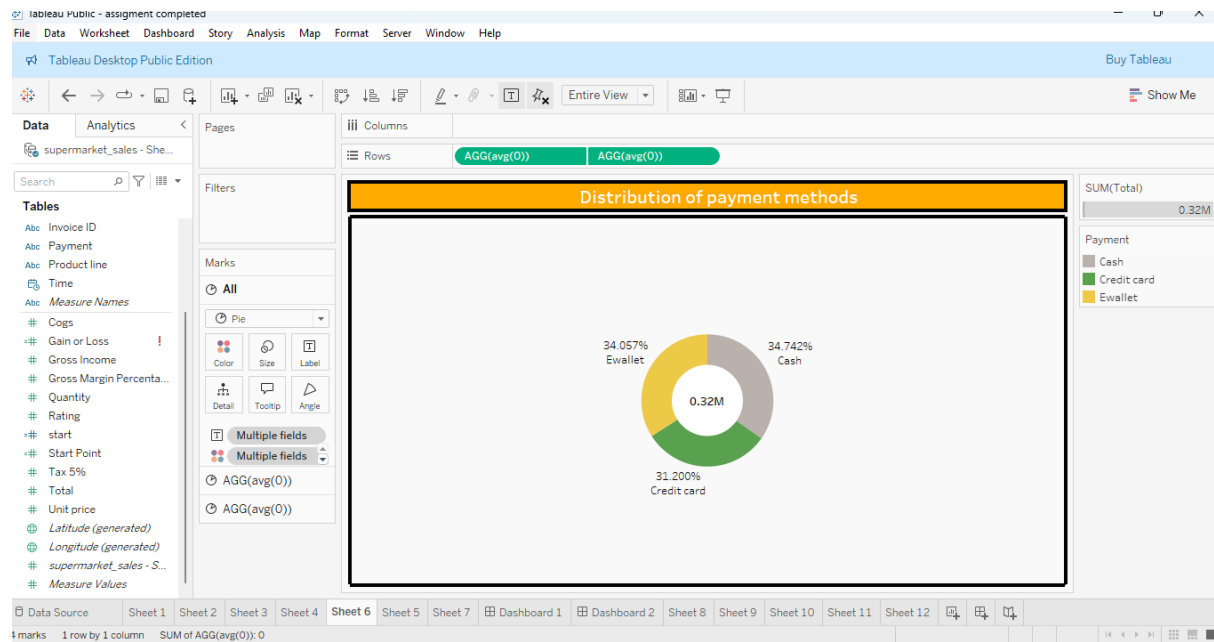 Tableau Public - assigment completed
File Data Worksheet Dashboard Story Analysis Map Format Server Window Help
Tableau Desktop Public Edition
Buy Tableau
Entire View
Show Me
Data Analytics
supermarket_sales - She...
Search
Tables
Abc Invoice ID
Abc Payment
Abc Product line
Time
Abc Measure Names
# Cogs
=# Gain or Loss !
# Gross Income
# Gross Margin Percenta...
# Quantity
# Rating
=# start
=# Start Point
# Tax 5%
# Total
# Unit price
Latitude (generated)
Longitude (generated)
# supermarket_sales - S...
# Measure Values
Pages
Filters
Marks
All
Pie
Color Size Label
Detail Tooltip Angle
T Multiple fields
Multiple fields
AGG(avg(0))
AGG(avg(0))
iii Columns
Rows AGG(avg(0)) AGG(avg(0))
Distribution of payment methods
34.057%
Ewallet
34.742%
Cash
0.32M
31.200%
Credit card
SUM(Total)
0.32M
Payment
Cash
Credit card
Ewallet
Data Source Sheet 1 Sheet 2 Sheet 3 Sheet 4 Sheet 6 Sheet 5 Sheet 7 Dashboard 1 Dashboard 2 Sheet 8 Sheet 9 Sheet 10 Sheet 11 Sheet 12
4 marks 1 row by 1 column SUM of AGG(avg(0)): 0